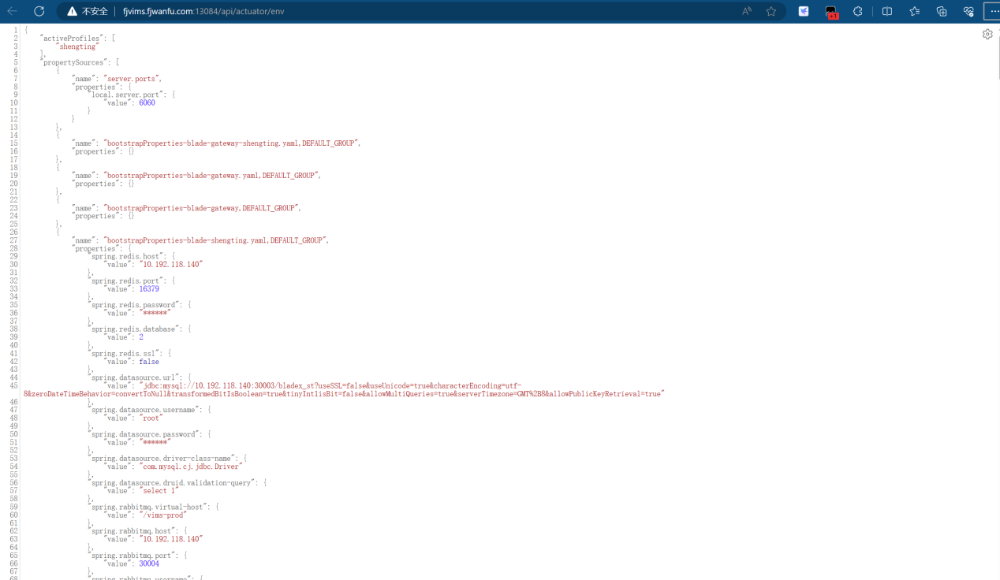 不安全 fjvims.fjwanfu.com:13084/api/actuator/env
+1
1 {
2 "activeProfiles": [
3 "shengting"
4 ],
5 "propertySources": [
6 {
7 "name": "server.ports",
8 "properties": {
9 "local.server.port": {
10 "value": 6060
11 }
12 }
13 },
14 {
15 "name": "bootstrapProperties-blade-gateway-shengting.yaml,DEFAULT_GROUP",
16 "properties": {}
17 },
18 {
19 "name": "bootstrapProperties-blade-gateway.yaml,DEFAULT_GROUP",
20 "properties": {}
21 },
22 {
23 "name": "bootstrapProperties-blade-gateway,DEFAULT_GROUP",
24 "properties": {}
25 },
26 {
27 "name": "bootstrapProperties-blade-shengting.yaml,DEFAULT_GROUP",
28 "properties": {
29 "spring.redis.host": {
30 "value": "10.192.118.140"
31 },
32 "spring.redis.port": {
33 "value": 16379
34 },
35 "spring.redis.password": {
36 "value": "******"
37 },
38 "spring.redis.database": {
39 "value": 2
40 },
41 "spring.redis.ssl": {
42 "value": false
43 },
44 "spring.datasource.url": {
45 "value": "jdbc:mysql://10.192.118.140:30003/bladex_st?useSSL=false&useUnicode=true&characterEncoding=utf-
8&zeroDateTimeBehavior=convertToNull&transformedBitIsBoolean=true&tinyInt1isBit=false&allowMultiQueries=true&serverTimezone=GMT%2B8&allowPublicKeyRetrieval=true"
46 },
47 "spring.datasource.username": {
48 "value": "root"
49 },
50 "spring.datasource.password": {
51 "value": "******"
52 },
53 "spring.datasource.driver-class-name": {
54 "value": "com.mysql.cj.jdbc.Driver"
55 },
56 "spring.datasource.druid.validation-query": {
57 "value": "select 1"
58 },
59 "spring.rabbitmq.virtual-host": {
60 "value": "/vims-prod"
61 },
62 "spring.rabbitmq.host": {
63 "value": "10.192.118.140"
64 },
65 "spring.rabbitmq.port": {
66 "value": 30004
67 },
68 "spring.rabbitmq.username": {